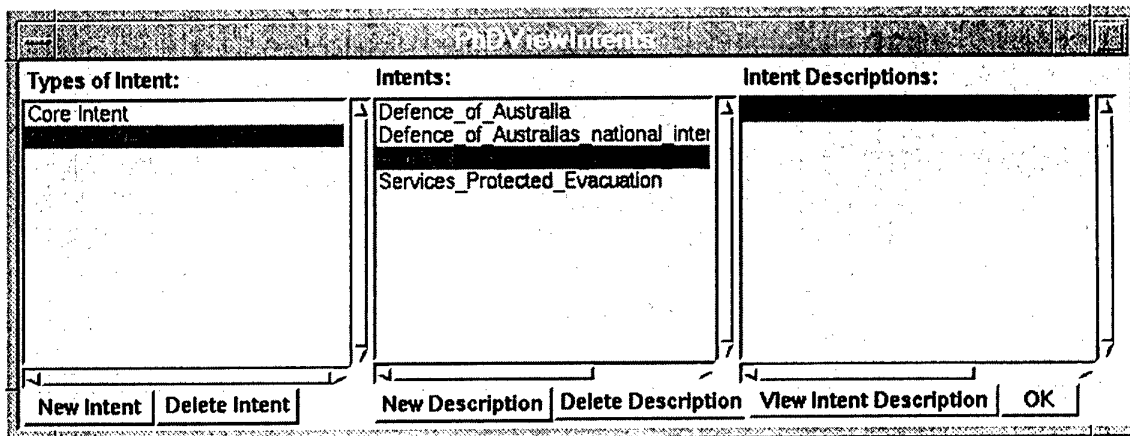 PhDViewIntents
Types of Intent:
Core Intent
New Intent
Delete Intent
Intents:
Defence_of_Australia
Defence_of_Australias_national_inter
Services_Protected_Evacuation
New Description
Delete Description
Intent Descriptions:
View Intent Description
OK